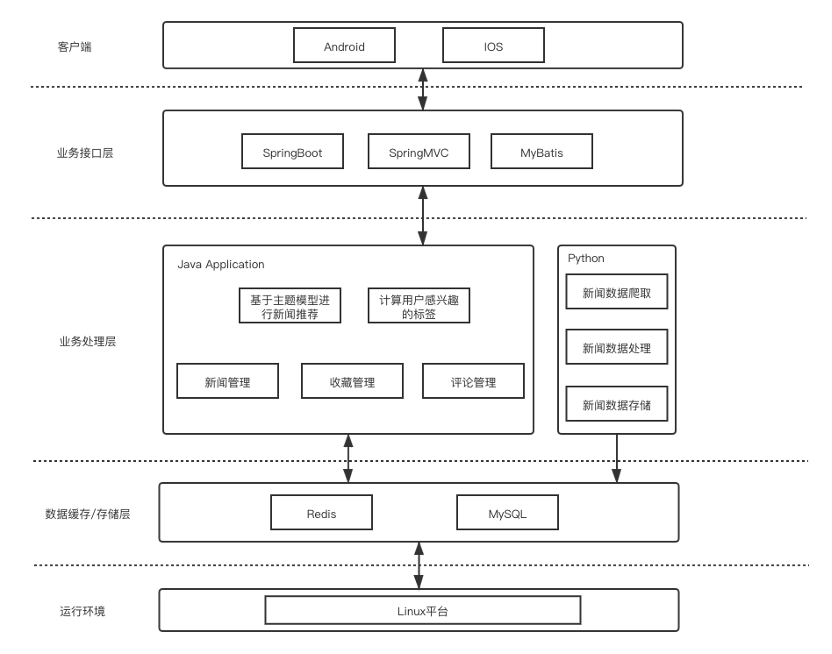 客户端
Android
IOS
业务接口层
SpringBoot
SpringMVC
MyBatis
业务处理层
Java Application
基于主题模型进
行新闻推荐
计算用户感兴趣
的标签
新闻管理
收藏管理
评论管理
Python
新闻数据爬取
新闻数据处理
新闻数据存储
数据缓存/存储层
Redis
MySQL
运行环境
Linux平台